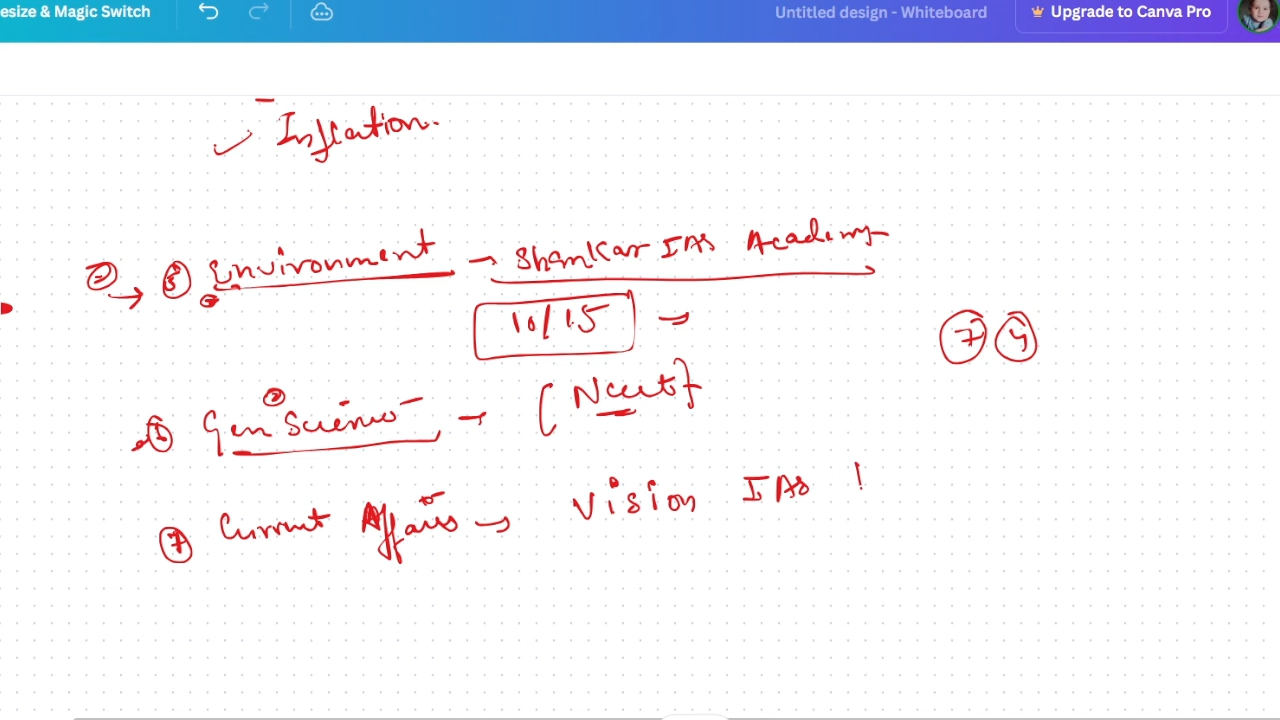 esize & Magic Switch Untitled design - Whiteboard Upgrade to Canva Pro
Inflation.
5 Environment → Shankar IAS Academy
10/15 →
7 4
Gen Science → [Ncert}
7 Current Affairs → Vision IAS